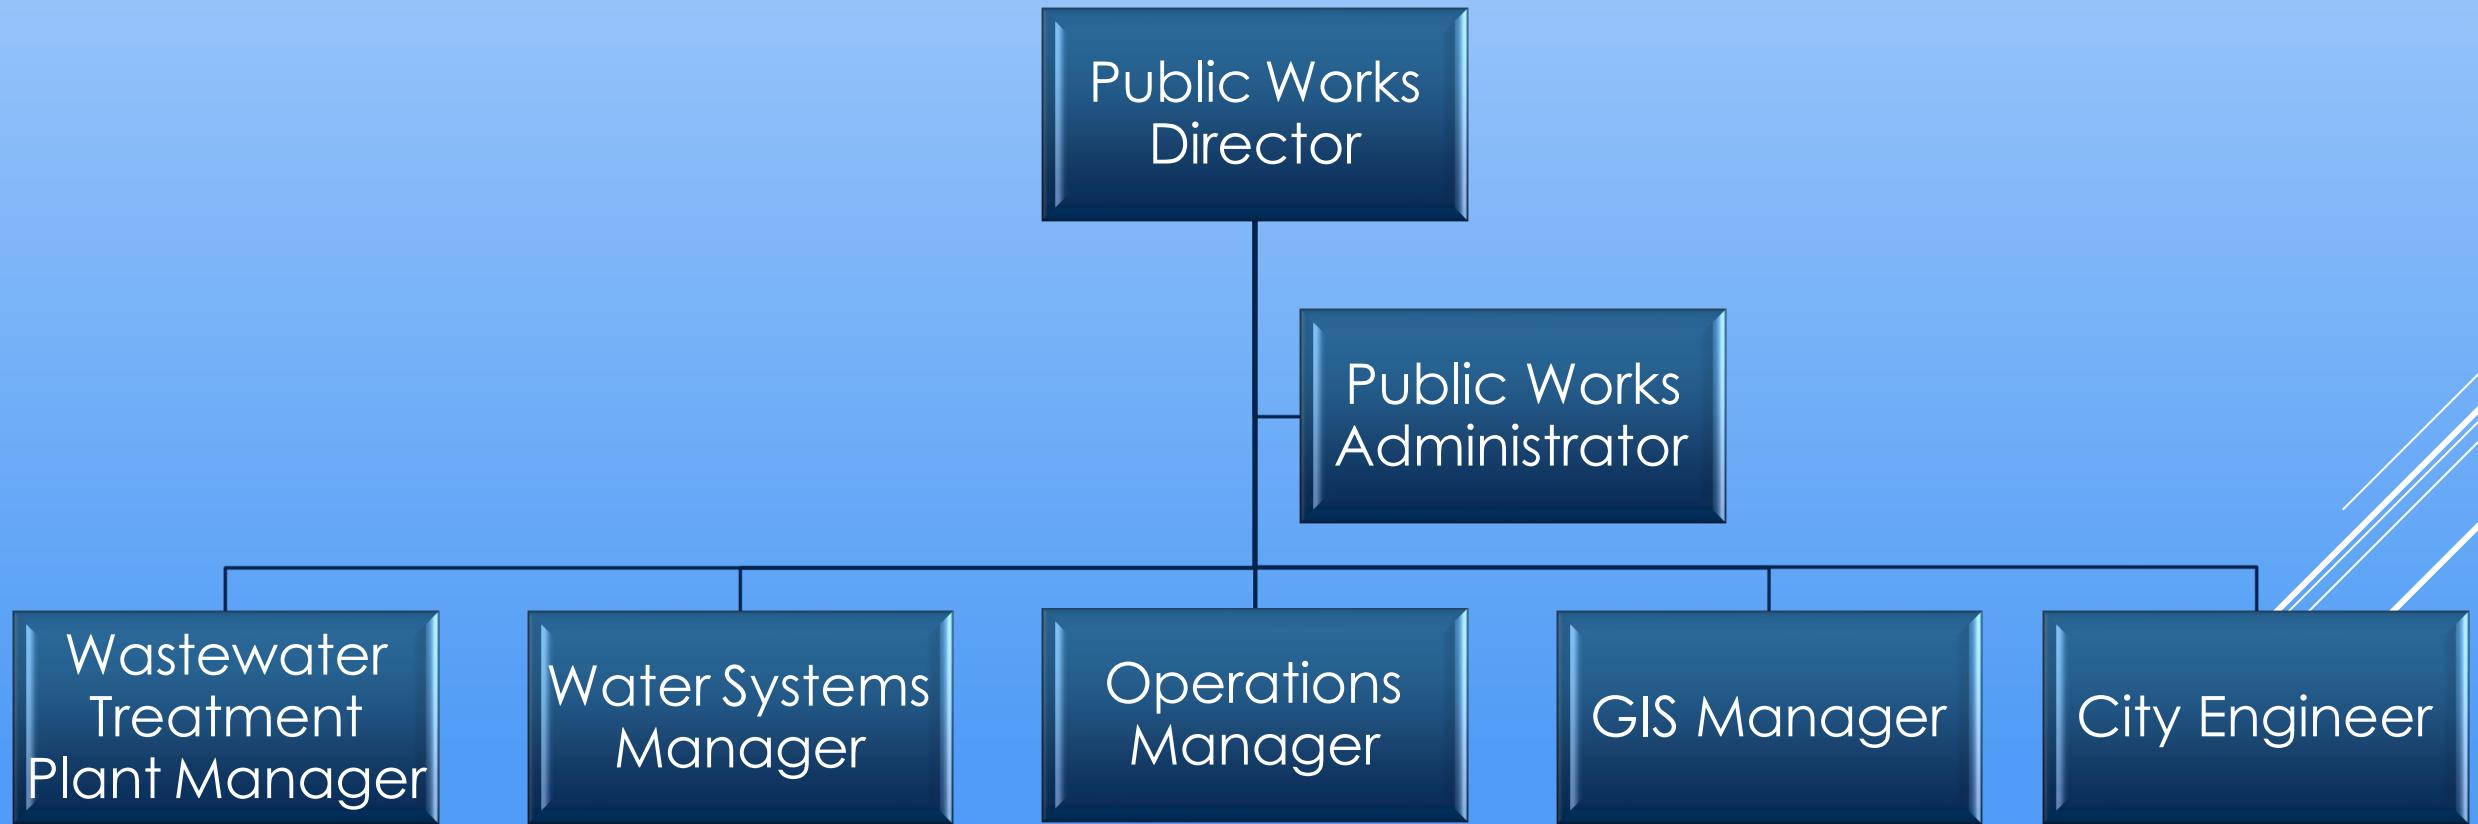 Public Works
Director
Public Works
Administrator
Wastewater
Treatment
Plant Manager
Water Systems
Manager
Operations
Manager
GIS Manager
City Engineer